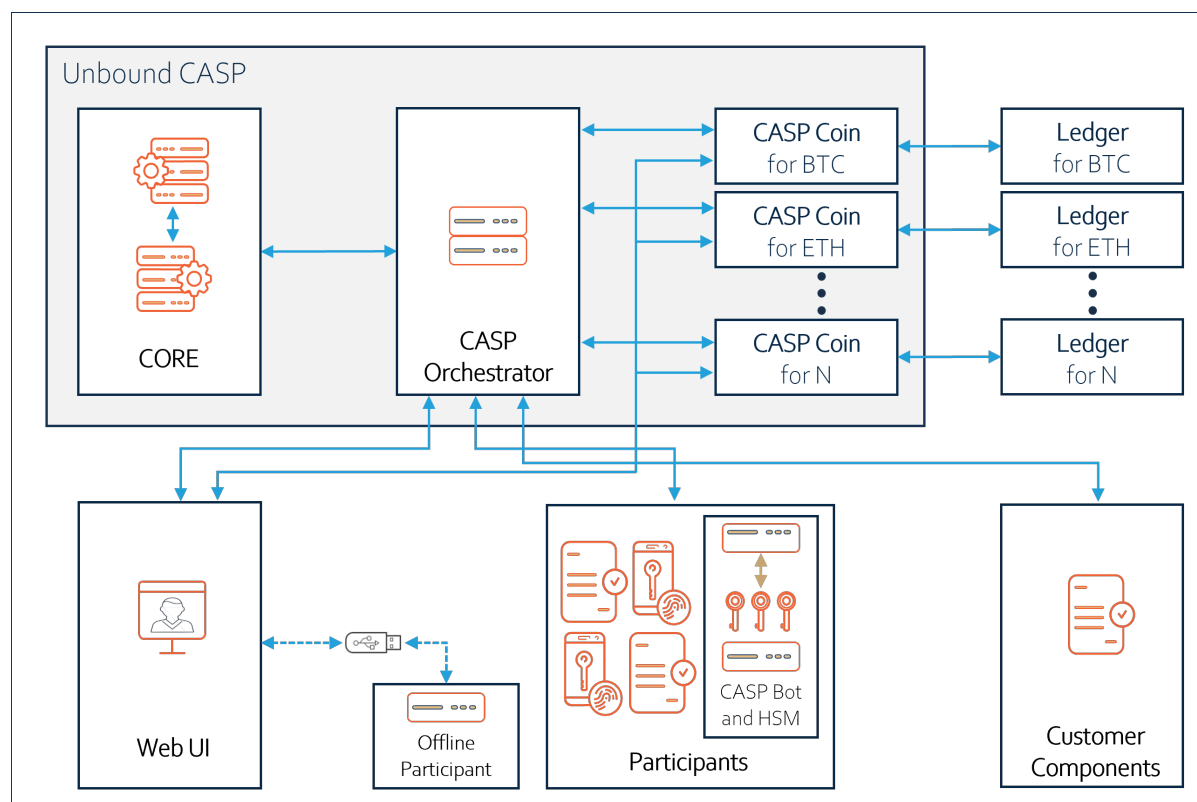 Unbound CASP
CORE
CASP
Orchestrator
CASP Coin
for BTC
Ledger
for BTC
CASP Coin
for ETH
Ledger
for ETH
CASP Coin
for N
Ledger
for N
Web UI
Offline
Participant
CASP Bot
and HSM
Participants
Customer
Components